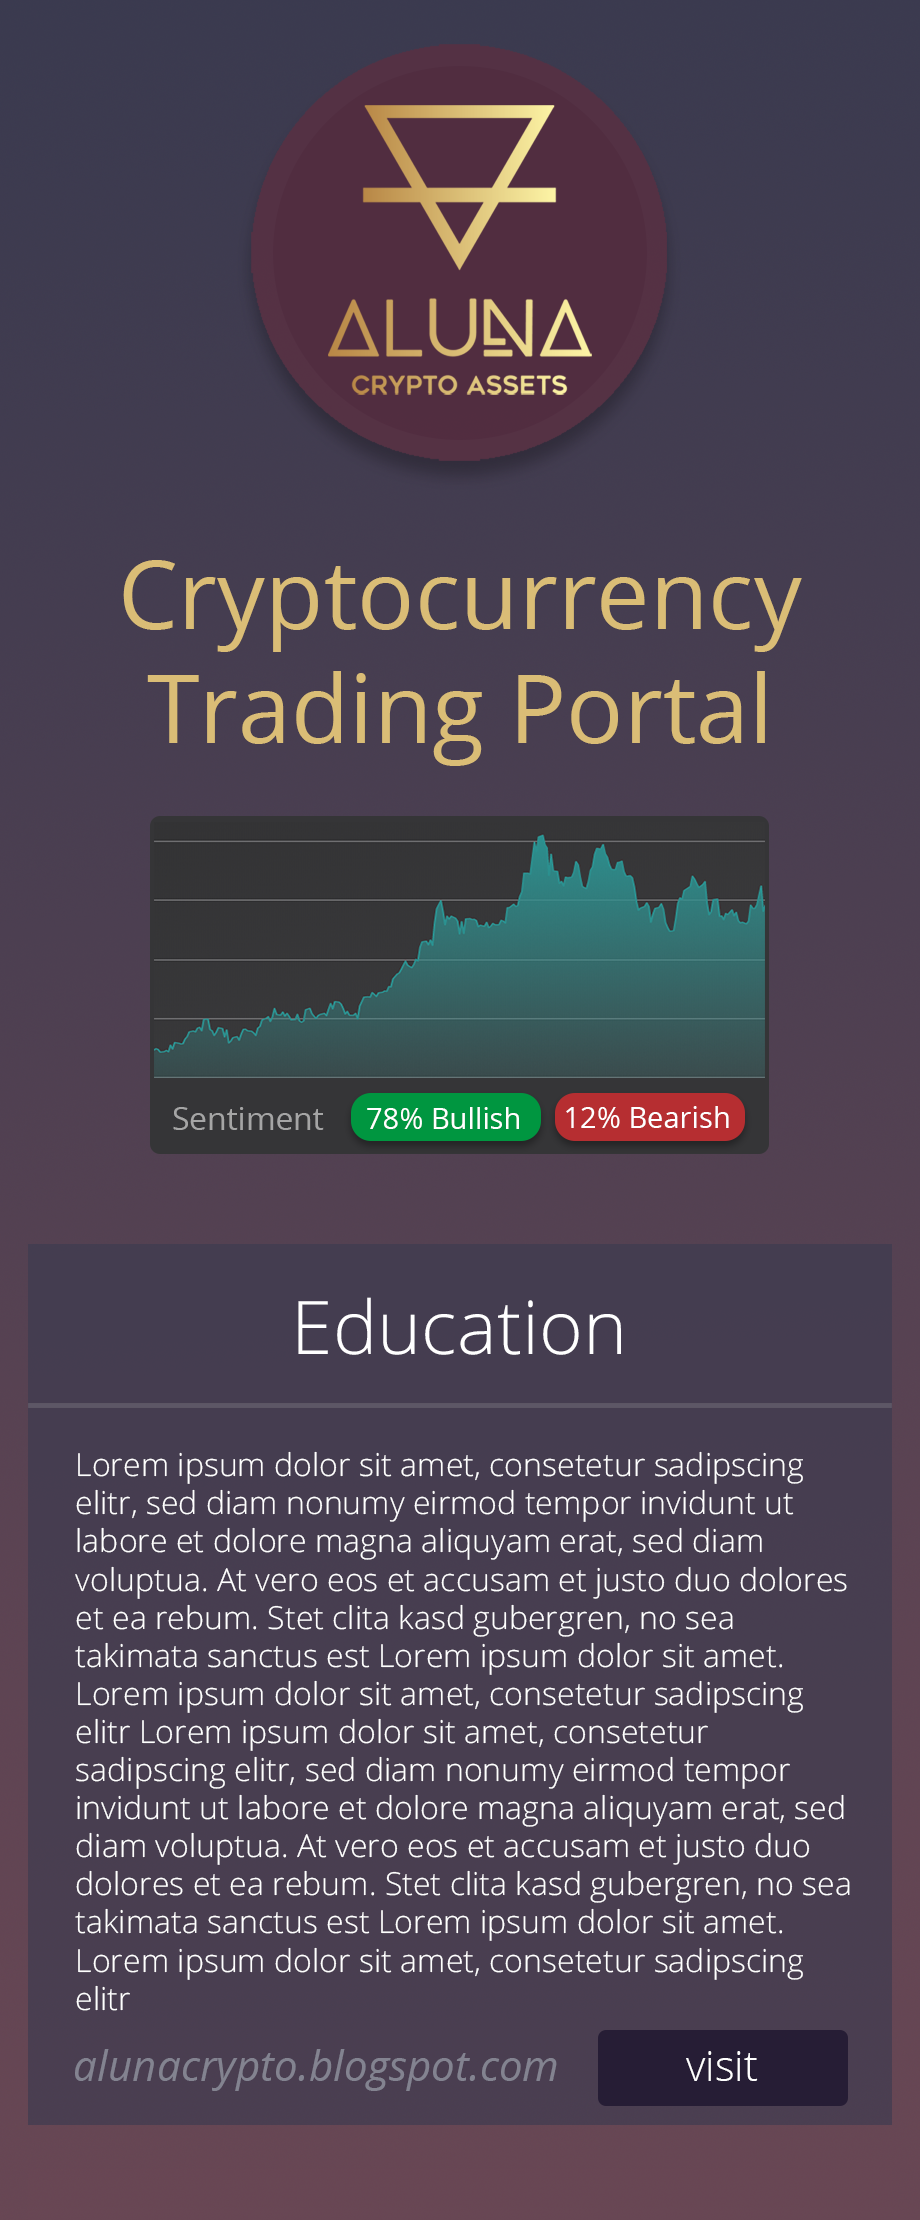 ALUNA
CRYPTO ASSETS
Cryptocurrency
Trading Portal
Sentiment 78% Bullish 12% Bearish
Education
Lorem ipsum dolor sit amet, consetetur sadipscing
elitr, sed diam nonumy eirmod tempor invidunt ut
labore et dolore magna aliquyam erat, sed diam
voluptua. At vero eos et accusam et justo duo dolores
et ea rebum. Stet clita kasd gubergren, no sea
takimata sanctus est Lorem ipsum dolor sit amet.
Lorem ipsum dolor sit amet, consetetur sadipscing
elitr Lorem ipsum dolor sit amet, consetetur
sadipscing elitr, sed diam nonumy eirmod tempor
invidunt ut labore et dolore magna aliquyam erat, sed
diam voluptua. At vero eos et accusam et justo duo
dolores et ea rebum. Stet clita kasd gubergren, no sea
takimata sanctus est Lorem ipsum dolor sit amet.
Lorem ipsum dolor sit amet, consetetur sadipscing
elitr
alunacrypto.blogspot.com visit